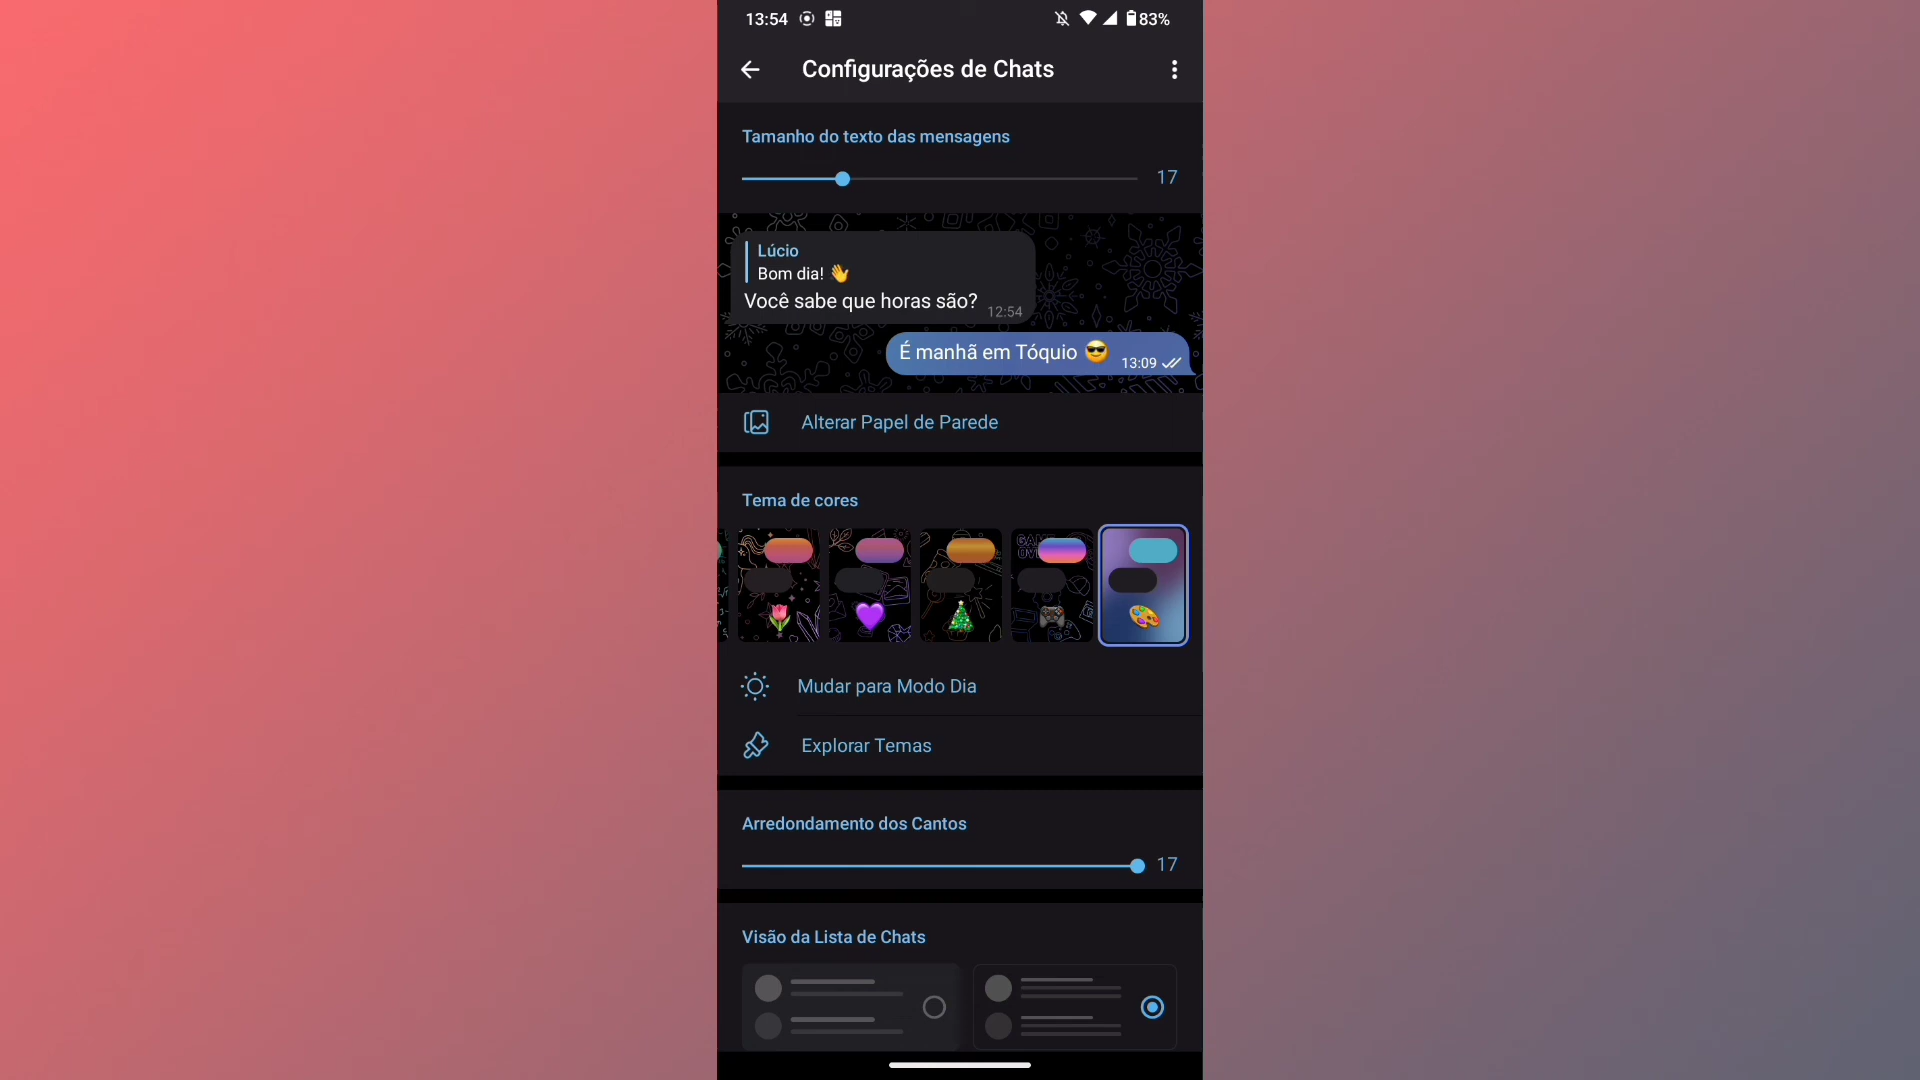 13:54 83%
Configurações de Chats
Tamanho do texto das mensagens
17
Lúcio
Bom dia! 👋
Você sabe que horas são? 12:54
É manhã em Tóquio 😎 13:09
Alterar Papel de Parede
Tema de cores
GAME
Mudar para Modo Dia
Explorar Temas
Arredondamento dos Cantos
17
Visão da Lista de Chats